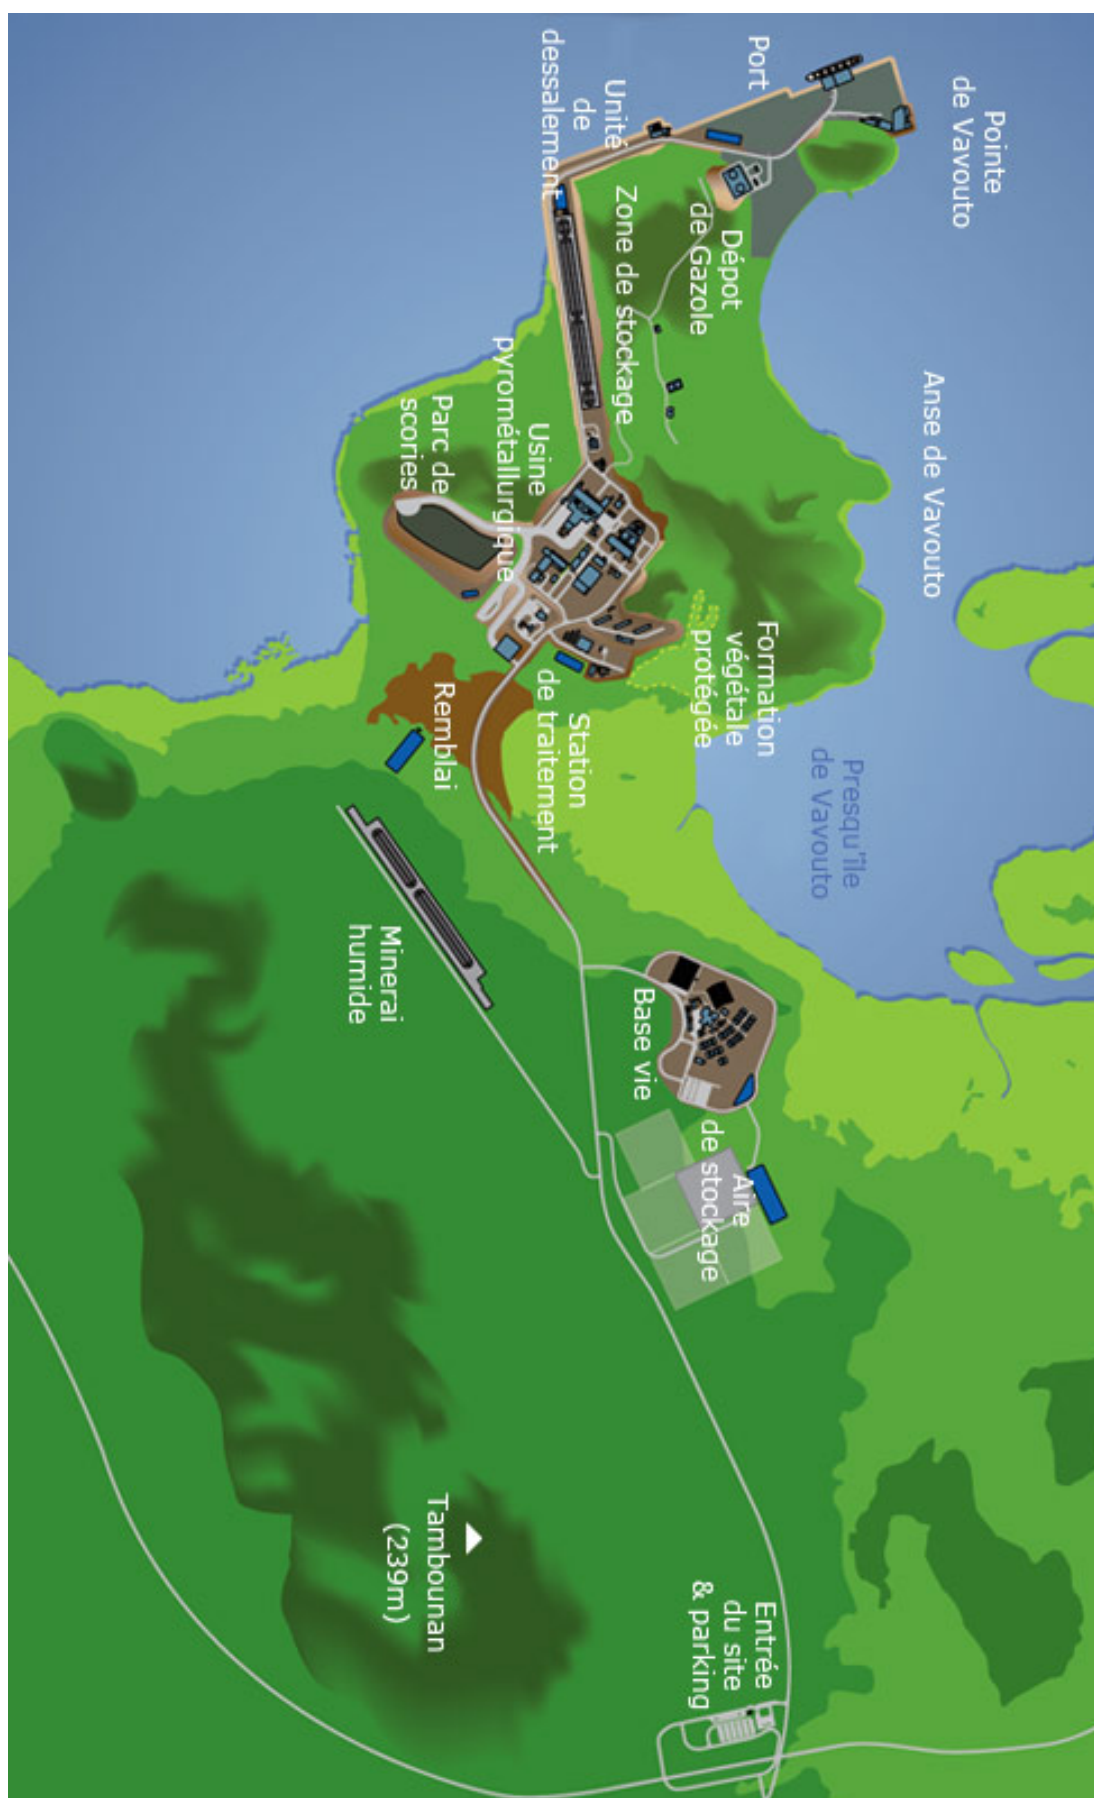 Pointe
de Vavouto
Port
Unité
de
dessalement
Zone de stockage
Dépot
de Gazole
Anse de Vavouto
Usine
pyrométallurgique
Parc de
scories
Formation
végétale
protégée
Presqu'île
de Vavouto
Station
de traitement
Remblai
Minerai
humide
Base vie
Aire
de stockage
Tambounan
(239m)
Entrée
du site
& parking